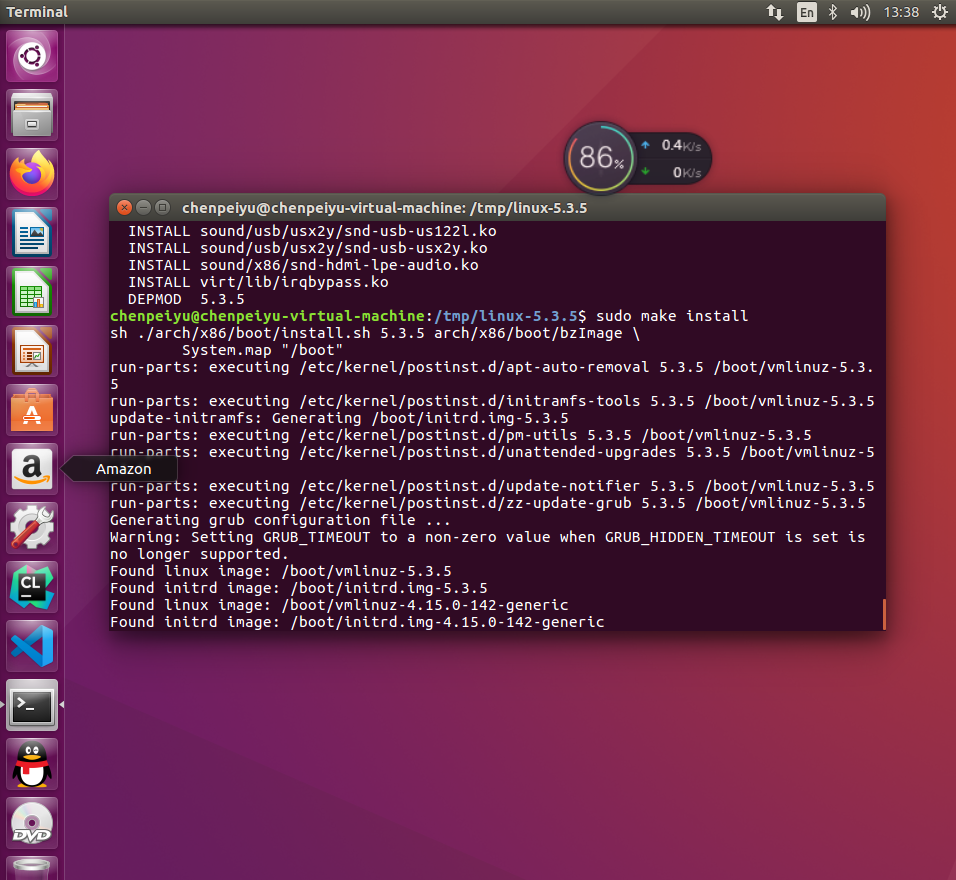 Terminal
En
13:38
86%
0.4K/s
0K/s
chenpeiyu@chenpeiyu-virtual-machine: /tmp/linux-5.3.5
INSTALL sound/usb/usx2y/snd-usb-us122l.ko
INSTALL sound/usb/usx2y/snd-usb-usx2y.ko
INSTALL sound/x86/snd-hdmi-lpe-audio.ko
INSTALL virt/lib/irqbypass.ko
DEPMOD  5.3.5
chenpeiyu@chenpeiyu-virtual-machine:/tmp/linux-5.3.5$ sudo make install
sh ./arch/x86/boot/install.sh 5.3.5 arch/x86/boot/bzImage \
System.map "/boot"
run-parts: executing /etc/kernel/postinst.d/apt-auto-removal 5.3.5 /boot/vmlinuz-5.3.
5
run-parts: executing /etc/kernel/postinst.d/initramfs-tools 5.3.5 /boot/vmlinuz-5.3.5
update-initramfs: Generating /boot/initrd.img-5.3.5
run-parts: executing /etc/kernel/postinst.d/pm-utils 5.3.5 /boot/vmlinuz-5.3.5
run-parts: executing /etc/kernel/postinst.d/unattended-upgrades 5.3.5 /boot/vmlinuz-5
Amazon
run-parts: executing /etc/kernel/postinst.d/update-notifier 5.3.5 /boot/vmlinuz-5.3.5
run-parts: executing /etc/kernel/postinst.d/zz-update-grub 5.3.5 /boot/vmlinuz-5.3.5
Generating grub configuration file ...
Warning: Setting GRUB_TIMEOUT to a non-zero value when GRUB_HIDDEN_TIMEOUT is set is
no longer supported.
Found linux image: /boot/vmlinuz-5.3.5
Found initrd image: /boot/initrd.img-5.3.5
Found linux image: /boot/vmlinuz-4.15.0-142-generic
Found initrd image: /boot/initrd.img-4.15.0-142-generic
A
a
CL
>_
DVD